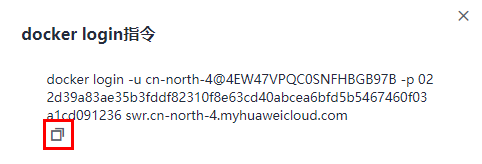 docker login指令
docker login -u cn-north-4@4EW47VPQC0SNFHBGB97B -p 02
2d39a83ae35b3fddf82310f8e63cd40abcea6bfd5b5467460f03
a1cd091236 swr.cn-north-4.myhuaweicloud.com